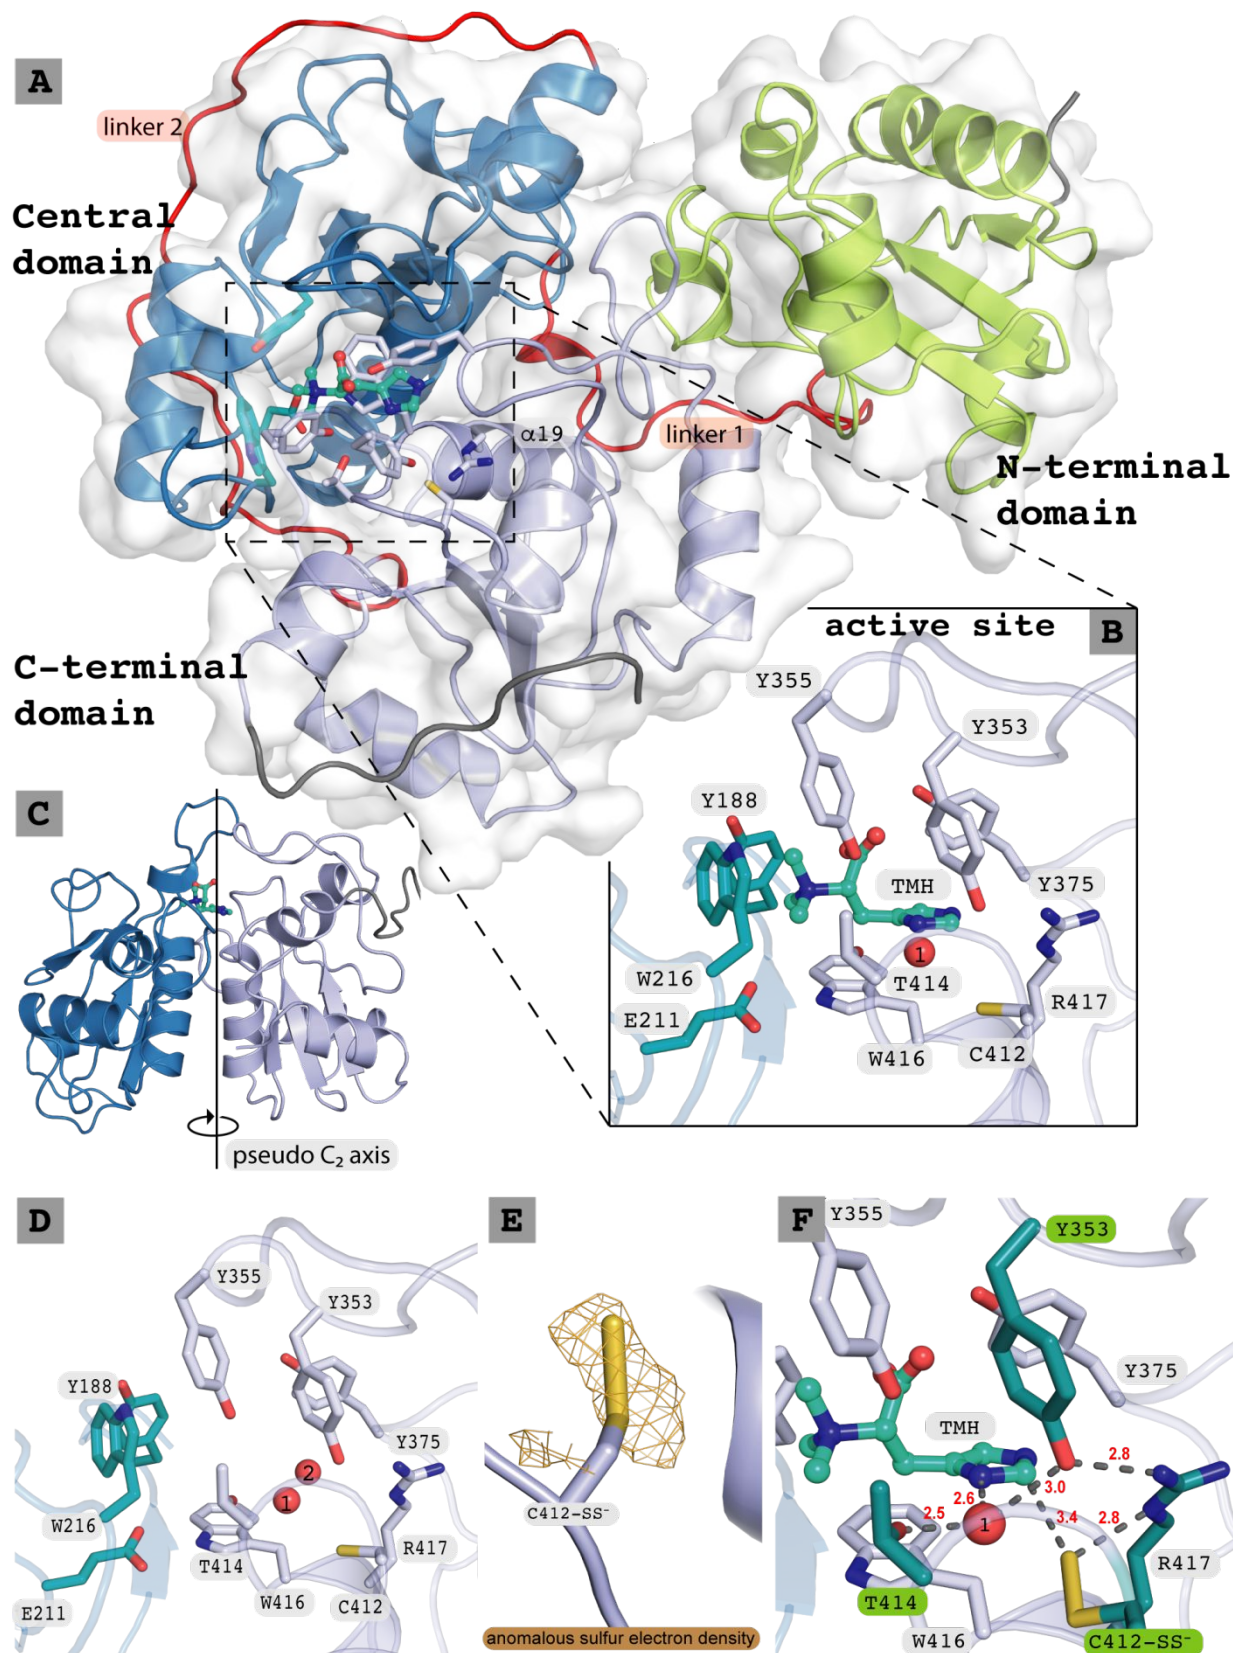 A
linker 2
Central
domain
α19
linker 1
N-terminal
domain
C-terminal
domain
active site
B
Y355
Y353
Y188
TMH
Y375
1
W216
T414
R417
E211
W416
C412
C
pseudo C₂ axis
D
Y355
Y353
Y188
Y375
2
1
W216
T414
R417
E211
W416
C412
E
C412-SS⁻
anomalous sulfur electron density
F
Y355
Y353
Y375
TMH
2.8
3.0
2.6
2.5
3.4
2.8
1
R417
T414
W416
C412-SS⁻